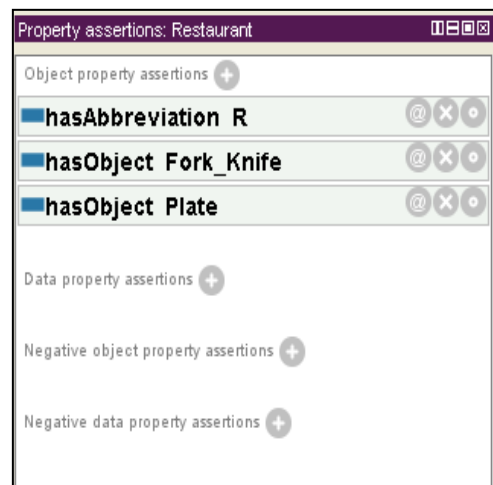 Property assertions: Restaurant
Object property assertions
hasAbbreviation R
hasObject Fork_Knife
hasObject Plate
Data property assertions
Negative object property assertions
Negative data property assertions